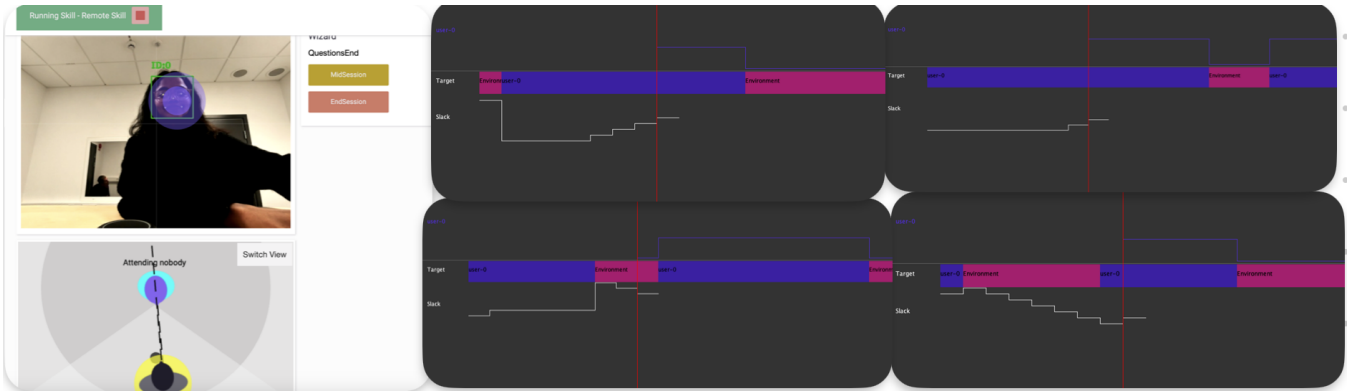 Running Skill - Remote Skill
Wizard
QuestionsEnd
MidSession
EndSession
ID:0
Switch View
Attending nobody
user-0
Target
Environ
user-0
Environment
Slack
user-0
Target
user-0
Environment
user-0
Slack
user-0
Target
user-0
Environment
user-0
Environm
Slack
user-0
Target
user-0
Environment
user-0
Environment
Slack